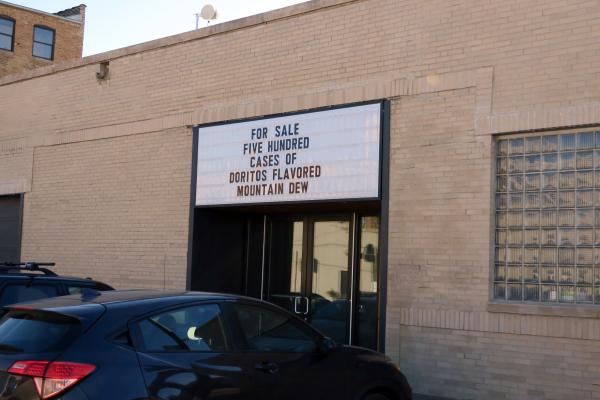 FOR SALE
FIVE HUNDRED
CASES OF
DORITOS FLAVORED
MOUNTAIN DEW